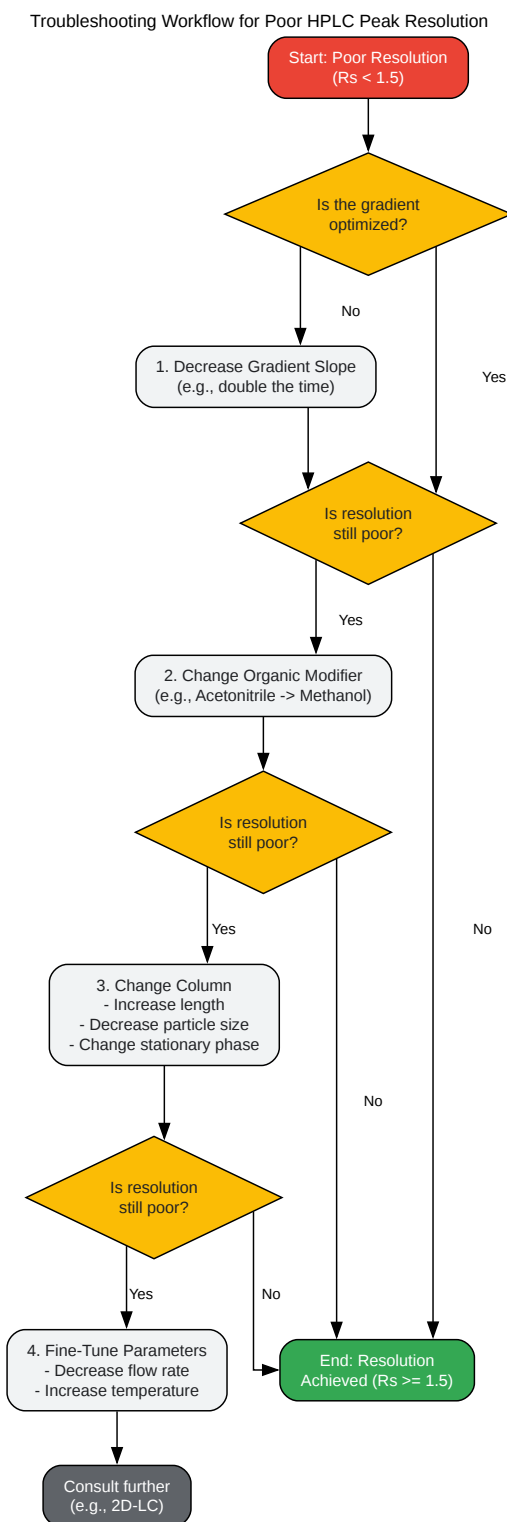 Troubleshooting Workflow for Poor HPLC Peak Resolution
Start: Poor Resolution
(Rs < 1.5)
Is the gradient
optimized?
No
Yes
1. Decrease Gradient Slope
(e.g., double the time)
Is resolution
still poor?
Yes
2. Change Organic Modifier
(e.g., Acetonitrile -> Methanol)
Is resolution
still poor?
Yes
No
3. Change Column
- Increase length
- Decrease particle size
- Change stationary phase
No
Is resolution
still poor?
Yes
No
4. Fine-Tune Parameters
- Decrease flow rate
- Increase temperature
End: Resolution
Achieved (Rs >= 1.5)
Consult further
(e.g., 2D-LC)